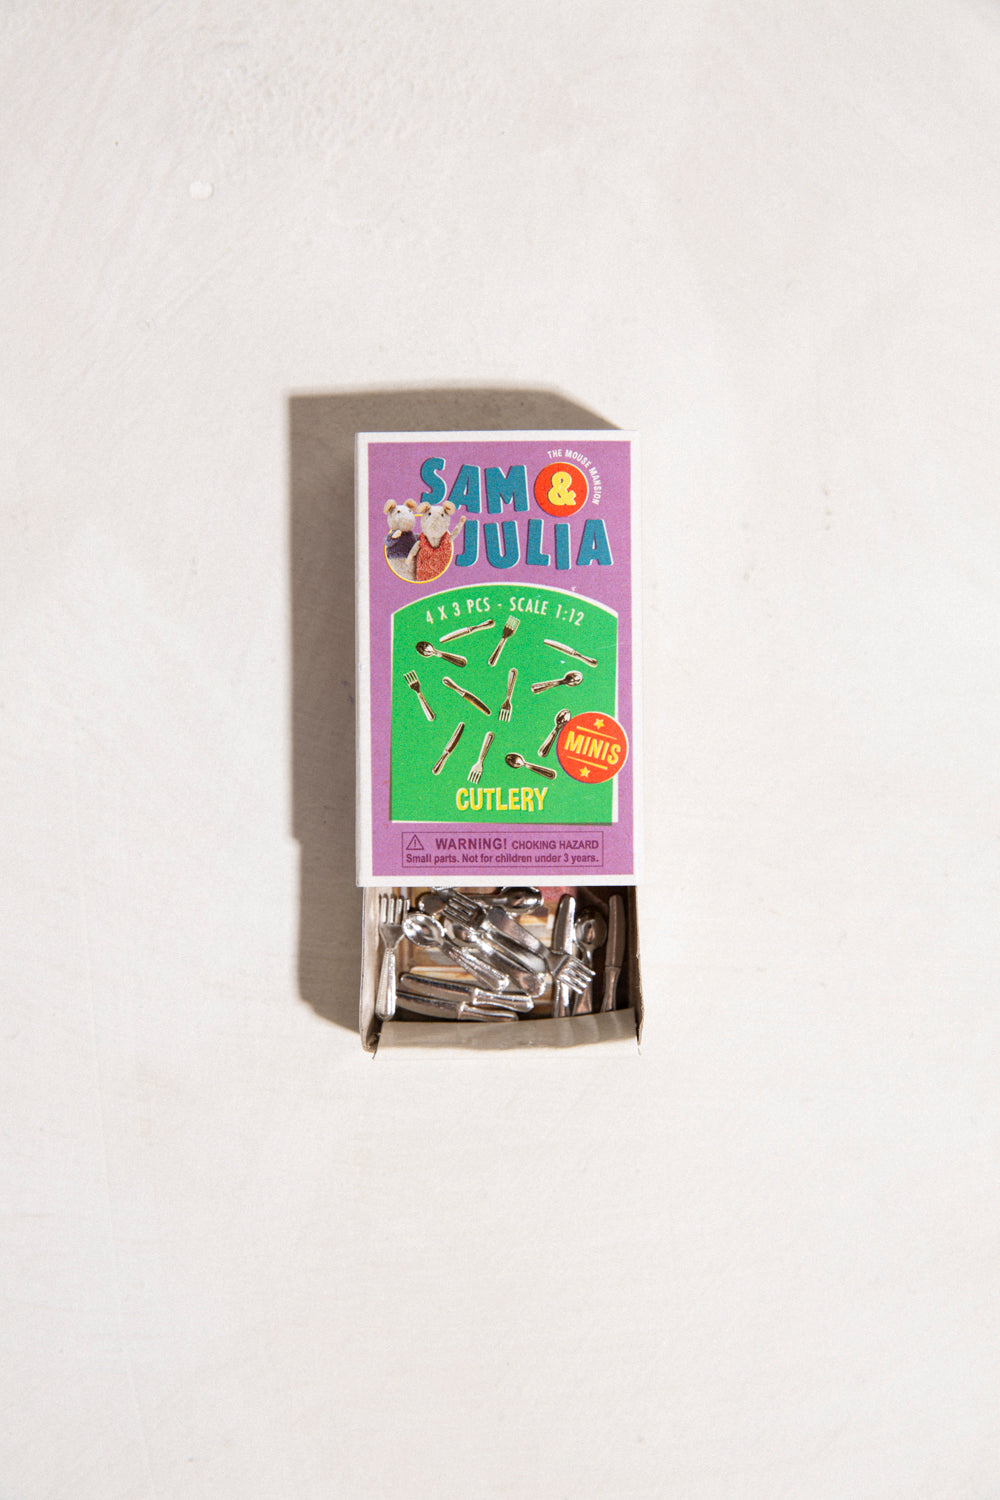 THE MOUSE MANSION
SAM &
JULIA
4 X 3 PCS - SCALE 1:12
MINIS
CUTLERY
WARNING! CHOKING HAZARD
Small parts. Not for children under 3 years.